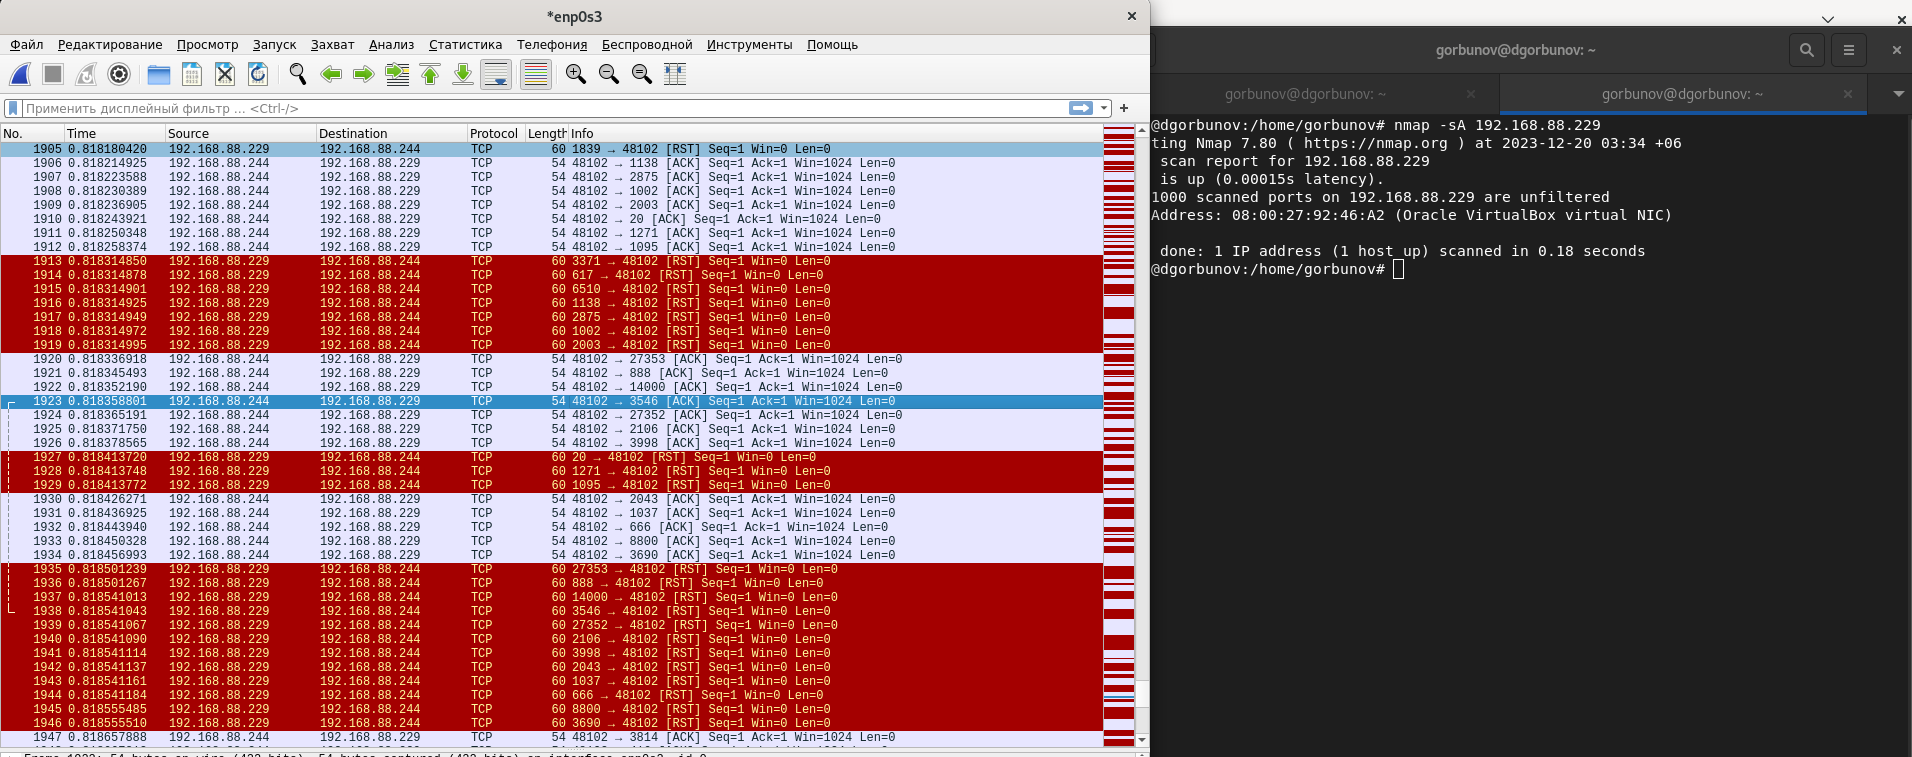 *enp0s3
Файл Редактирование Просмотр Запуск Захват Анализ Статистика Телефония Беспроводной Инструменты Помощь
Применить дисплейный фильтр … <Ctrl-/>
No. Time Source Destination Protocol Length Info
1905 0.818180420 192.168.88.229 192.168.88.244 TCP 60 1839 → 48102 [RST] Seq=1 Win=0 Len=0
1906 0.818214925 192.168.88.244 192.168.88.229 TCP 54 48102 → 1138 [ACK] Seq=1 Ack=1 Win=1024 Len=0
1907 0.818223588 192.168.88.244 192.168.88.229 TCP 54 48102 → 2875 [ACK] Seq=1 Ack=1 Win=1024 Len=0
1908 0.818230389 192.168.88.244 192.168.88.229 TCP 54 48102 → 1002 [ACK] Seq=1 Ack=1 Win=1024 Len=0
1909 0.818236905 192.168.88.244 192.168.88.229 TCP 54 48102 → 2003 [ACK] Seq=1 Ack=1 Win=1024 Len=0
1910 0.818243921 192.168.88.244 192.168.88.229 TCP 54 48102 → 20 [ACK] Seq=1 Ack=1 Win=1024 Len=0
1911 0.818250348 192.168.88.244 192.168.88.229 TCP 54 48102 → 1271 [ACK] Seq=1 Ack=1 Win=1024 Len=0
1912 0.818258374 192.168.88.244 192.168.88.229 TCP 54 48102 → 1095 [ACK] Seq=1 Ack=1 Win=1024 Len=0
1913 0.818314850 192.168.88.229 192.168.88.244 TCP 60 3371 → 48102 [RST] Seq=1 Win=0 Len=0
1914 0.818314878 192.168.88.229 192.168.88.244 TCP 60 617 → 48102 [RST] Seq=1 Win=0 Len=0
1915 0.818314901 192.168.88.229 192.168.88.244 TCP 60 6510 → 48102 [RST] Seq=1 Win=0 Len=0
1916 0.818314925 192.168.88.229 192.168.88.244 TCP 60 1138 → 48102 [RST] Seq=1 Win=0 Len=0
1917 0.818314949 192.168.88.229 192.168.88.244 TCP 60 2875 → 48102 [RST] Seq=1 Win=0 Len=0
1918 0.818314972 192.168.88.229 192.168.88.244 TCP 60 1002 → 48102 [RST] Seq=1 Win=0 Len=0
1919 0.818314995 192.168.88.229 192.168.88.244 TCP 60 2003 → 48102 [RST] Seq=1 Win=0 Len=0
1920 0.818336918 192.168.88.244 192.168.88.229 TCP 54 48102 → 27353 [ACK] Seq=1 Ack=1 Win=1024 Len=0
1921 0.818345493 192.168.88.244 192.168.88.229 TCP 54 48102 → 888 [ACK] Seq=1 Ack=1 Win=1024 Len=0
1922 0.818352190 192.168.88.244 192.168.88.229 TCP 54 48102 → 14000 [ACK] Seq=1 Ack=1 Win=1024 Len=0
1923 0.818358801 192.168.88.244 192.168.88.229 TCP 54 48102 → 3546 [ACK] Seq=1 Ack=1 Win=1024 Len=0
1924 0.818365191 192.168.88.244 192.168.88.229 TCP 54 48102 → 27352 [ACK] Seq=1 Ack=1 Win=1024 Len=0
1925 0.818371750 192.168.88.244 192.168.88.229 TCP 54 48102 → 2106 [ACK] Seq=1 Ack=1 Win=1024 Len=0
1926 0.818378565 192.168.88.244 192.168.88.229 TCP 54 48102 → 3998 [ACK] Seq=1 Ack=1 Win=1024 Len=0
1927 0.818413720 192.168.88.229 192.168.88.244 TCP 60 20 → 48102 [RST] Seq=1 Win=0 Len=0
1928 0.818413748 192.168.88.229 192.168.88.244 TCP 60 1271 → 48102 [RST] Seq=1 Win=0 Len=0
1929 0.818413772 192.168.88.229 192.168.88.244 TCP 60 1095 → 48102 [RST] Seq=1 Win=0 Len=0
1930 0.818426271 192.168.88.244 192.168.88.229 TCP 54 48102 → 2043 [ACK] Seq=1 Ack=1 Win=1024 Len=0
1931 0.818436925 192.168.88.244 192.168.88.229 TCP 54 48102 → 1037 [ACK] Seq=1 Ack=1 Win=1024 Len=0
1932 0.818443940 192.168.88.244 192.168.88.229 TCP 54 48102 → 666 [ACK] Seq=1 Ack=1 Win=1024 Len=0
1933 0.818450328 192.168.88.244 192.168.88.229 TCP 54 48102 → 8800 [ACK] Seq=1 Ack=1 Win=1024 Len=0
1934 0.818456993 192.168.88.244 192.168.88.229 TCP 54 48102 → 3690 [ACK] Seq=1 Ack=1 Win=1024 Len=0
1935 0.818501239 192.168.88.229 192.168.88.244 TCP 60 27353 → 48102 [RST] Seq=1 Win=0 Len=0
1936 0.818501267 192.168.88.229 192.168.88.244 TCP 60 888 → 48102 [RST] Seq=1 Win=0 Len=0
1937 0.818541013 192.168.88.229 192.168.88.244 TCP 60 14000 → 48102 [RST] Seq=1 Win=0 Len=0
1938 0.818541043 192.168.88.229 192.168.88.244 TCP 60 3546 → 48102 [RST] Seq=1 Win=0 Len=0
1939 0.818541067 192.168.88.229 192.168.88.244 TCP 60 27352 → 48102 [RST] Seq=1 Win=0 Len=0
1940 0.818541090 192.168.88.229 192.168.88.244 TCP 60 2106 → 48102 [RST] Seq=1 Win=0 Len=0
1941 0.818541114 192.168.88.229 192.168.88.244 TCP 60 3998 → 48102 [RST] Seq=1 Win=0 Len=0
1942 0.818541137 192.168.88.229 192.168.88.244 TCP 60 2043 → 48102 [RST] Seq=1 Win=0 Len=0
1943 0.818541161 192.168.88.229 192.168.88.244 TCP 60 1037 → 48102 [RST] Seq=1 Win=0 Len=0
1944 0.818541184 192.168.88.229 192.168.88.244 TCP 60 666 → 48102 [RST] Seq=1 Win=0 Len=0
1945 0.818555485 192.168.88.229 192.168.88.244 TCP 60 8800 → 48102 [RST] Seq=1 Win=0 Len=0
1946 0.818555510 192.168.88.229 192.168.88.244 TCP 60 3690 → 48102 [RST] Seq=1 Win=0 Len=0
1947 0.818657888 192.168.88.244 192.168.88.229 TCP 54 48102 → 3814 [ACK] Seq=1 Ack=1 Win=1024 Len=0
gorbunov@dgorbunov: ~
gorbunov@dgorbunov: ~ gorbunov@dgorbunov: ~
@dgorbunov:/home/gorbunov# nmap -sA 192.168.88.229
ting Nmap 7.80 ( https://nmap.org ) at 2023-12-20 03:34 +06
scan report for 192.168.88.229
is up (0.00015s latency).
1000 scanned ports on 192.168.88.229 are unfiltered
Address: 08:00:27:92:46:A2 (Oracle VirtualBox virtual NIC)
done: 1 IP address (1 host up) scanned in 0.18 seconds
@dgorbunov:/home/gorbunov#